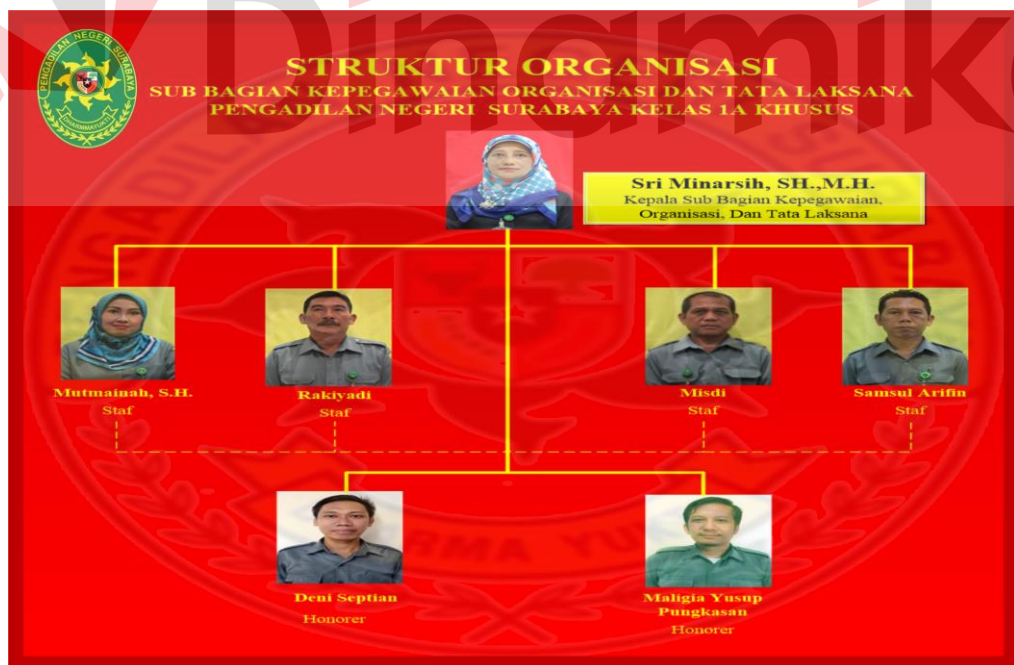 Dinamik
PENGADILAN NEGERI SURABAYA
DHARMMAYUKTI
STRUKTUR ORGANISASI
SUB BAGIAN KEPEGAWAIAN ORGANISASI DAN TATA LAKSANA
PENGADILAN NEGERI SURABAYA KELAS 1A KHUSUS
Sri Minarsih, SH.,M.H.
Kepala Sub Bagian Kepegawaian,
Organisasi, Dan Tata Laksana
Mutmainah, S.H.
Staf
Rakiyadi
Staf
Misdi
Staf
Samsul Arifin
Staf
Deni Septian
Honorer
Maligia Yusup
Pungkasan
Honorer